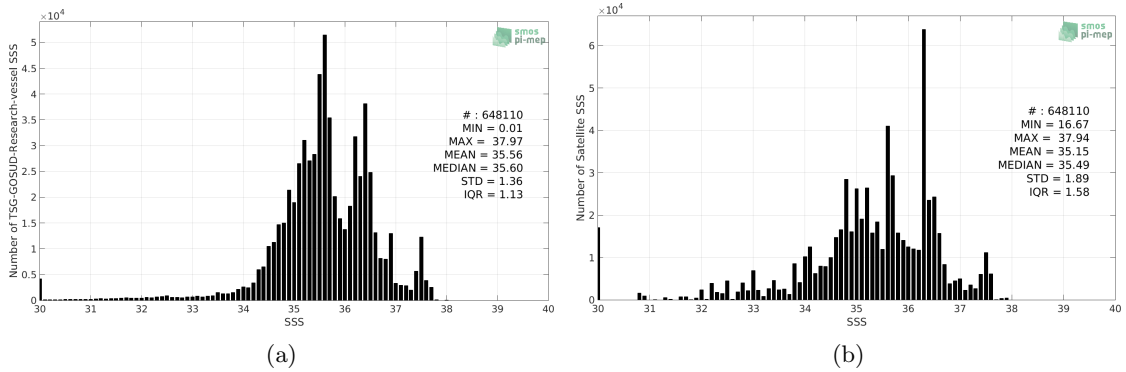 ×10⁴
5
4.5
4
3.5
3
2.5
2
1.5
1
0.5
0
30 31 32 33 34 35 36 37 38 39 40
SSS
Number of TSG-GOSUD-Research-vessel SSS
smos
pi-mep
# : 648110
MIN = 0.01
MAX = 37.97
MEAN = 35.56
MEDIAN = 35.60
STD = 1.36
IQR = 1.13
(a)
×10⁴
6
5
4
3
2
1
0
30 31 32 33 34 35 36 37 38 39 40
SSS
Number of Satellite SSS
smos
pi-mep
# : 648110
MIN = 16.67
MAX = 37.94
MEAN = 35.15
MEDIAN = 35.49
STD = 1.89
IQR = 1.58
(b)